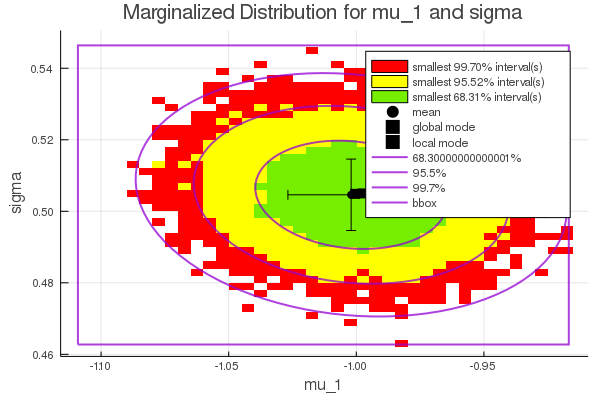 Marginalized Distribution for mu_1 and sigma
smallest 99.70% interval(s)
smallest 95.52% interval(s)
smallest 68.31% interval(s)
mean
global mode
local mode
68.3000000000001%
95.5%
99.7%
bbox
sigma
0.54
0.52
0.50
0.48
0.46
-1.10
-1.05
-1.00
-0.95
mu_1